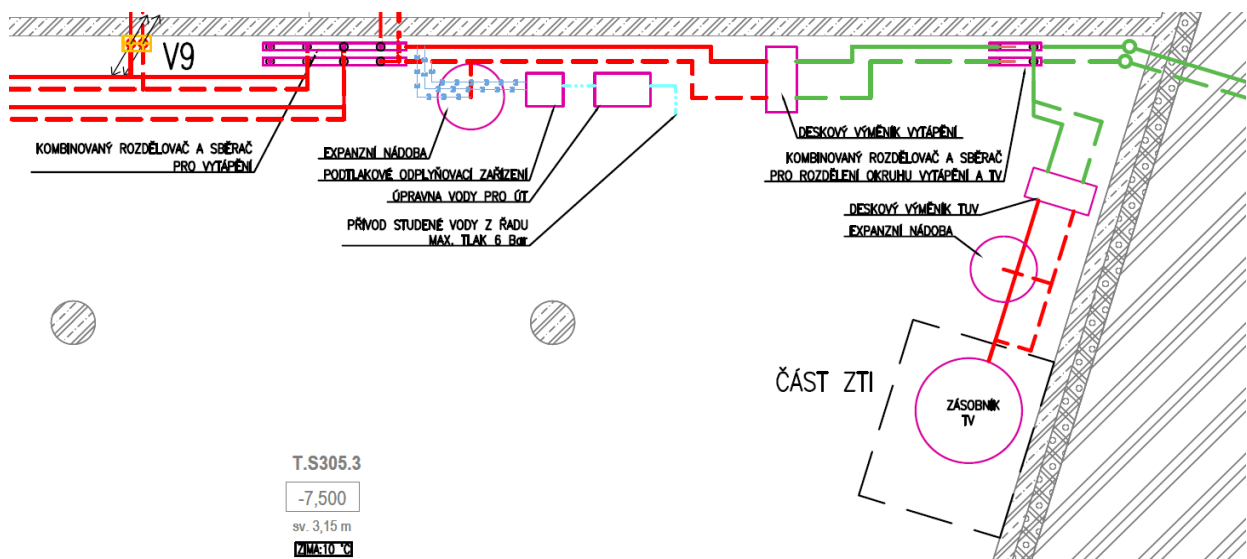 V9
KOMBINOVANÝ ROZDĚLOVAČ A SBĚRAČ
PRO VYTÁPĚNÍ
EXPANZNÍ NÁDOBA
PODTLAKOVÉ ODPLYŇOVACÍ ZAŘÍZENÍ
ÚPRAVNA VODY PRO ÚT
PŘÍVOD STUDENÉ VODY Z ŘADU
MAX. TLAK 6 Bar
DESKOVÝ VÝMĚNÍK VYTÁPĚNÍ
KOMBINOVANÝ ROZDĚLOVAČ A SBĚRAČ
PRO ROZDĚLENÍ OKRUHU VYTÁPĚNÍ A TV
DESKOVÝ VÝMĚNÍK TUV
EXPANZNÍ NÁDOBA
ČÁST ZTI
ZÁSOBNÍK
TV
T.S305.3
-7,500
sv. 3,15 m
ZIMA:10 °C